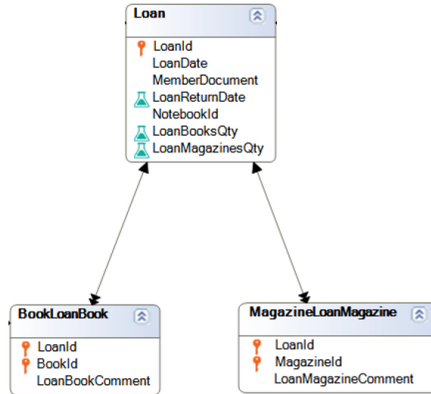 Loan
LoanId
LoanDate
MemberDocument
LoanReturnDate
NotebookId
LoanBooksQty
LoanMagazinesQty
BookLoanBook
LoanId
BookId
LoanBookComment
MagazineLoanMagazine
LoanId
MagazineId
LoanMagazineComment